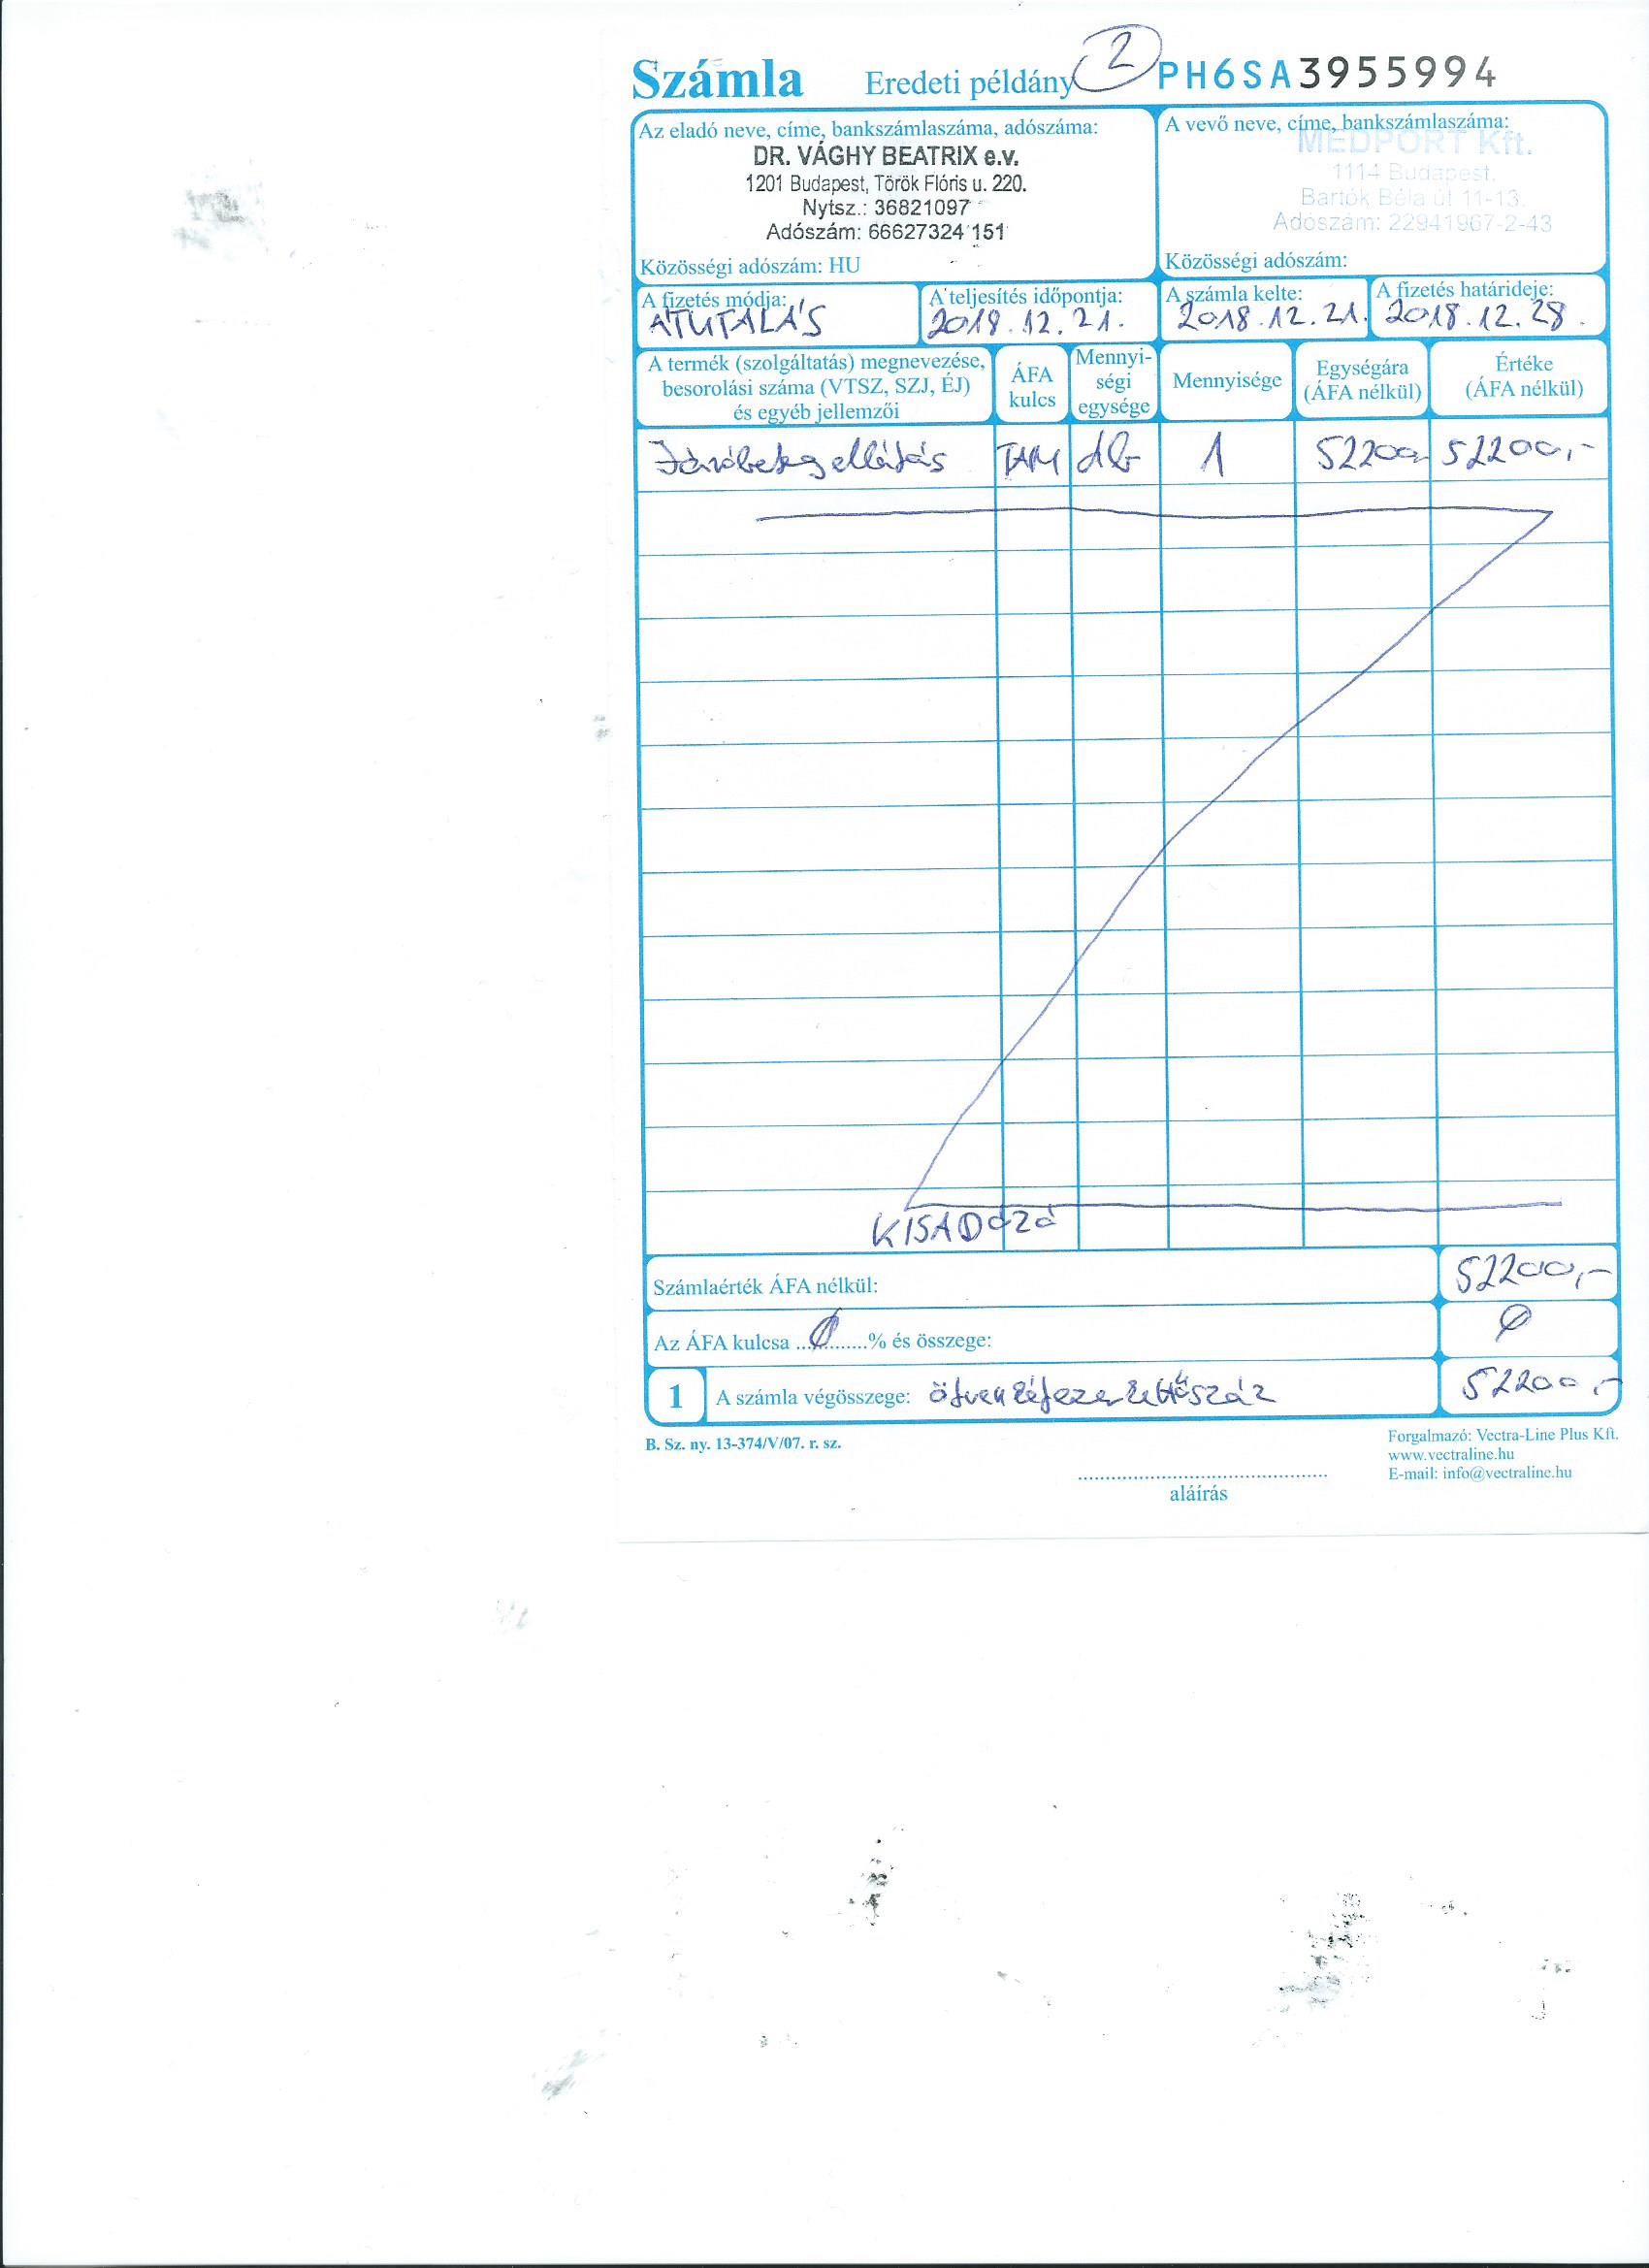 Számla Eredeti példány 2 PH6SA3955994
Az eladó neve, címe, bankszámlaszáma, adószáma:
DR. VÁGHY BEATRIX e.v.
1201 Budapest, Török Flóris u. 220.
Nytsz.: 36821097
Adószám: 66627324 151
Közösségi adószám: HU
A vevő neve, címe, bankszámlaszáma:
MEDPORT Kft.
1114 Budapest.
Bartók Béla út 11-13.
Adószám: 22941967-2-43
Közösségi adószám:
A fizetés módja:
ÁTUTALÁS
A teljesítés időpontja:
2018.12.21.
A számla kelte:
2018.12.21.
A fizetés határideje:
2018.12.28.
A termék (szolgáltatás) megnevezése,
besorolási száma (VTSZ, SZJ, ÉJ)
és egyéb jellemzői
ÁFA
kulcs
Mennyi-
ségi
egysége
Mennyisége
Egységára
(ÁFA nélkül)
Értéke
(ÁFA nélkül)
Járóbetegellátás TAM db 1 52200,- 52200,-
KISADÓZÓ
Számlaérték ÁFA nélkül: 52200,-
Az ÁFA kulcsa ...0.........% és összege: 0
1 A számla végösszege: ötvenkétezerkettőszáz 52200,-
B. Sz. ny. 13-374/V/07. r. sz.
aláírás
Forgalmazó: Vectra-Line Plus Kft.
www.vectraline.hu
E-mail: info@vectraline.hu